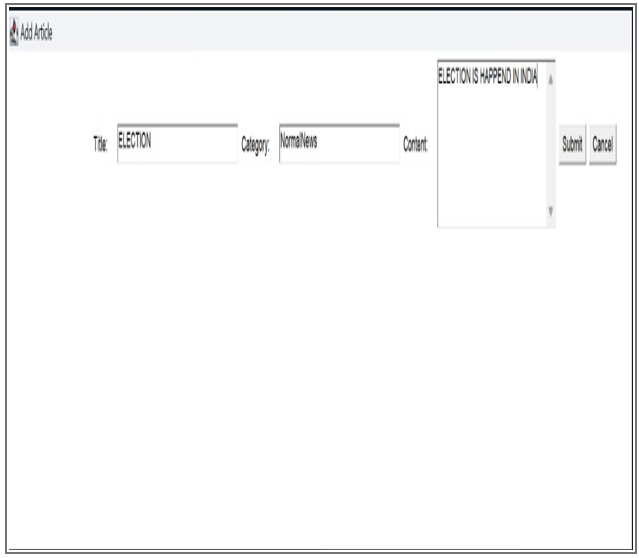 Add Article
Title: ELECTION Category: NormalNews Content: ELECTION IS HAPPEND IN INDIA Submit Cancel